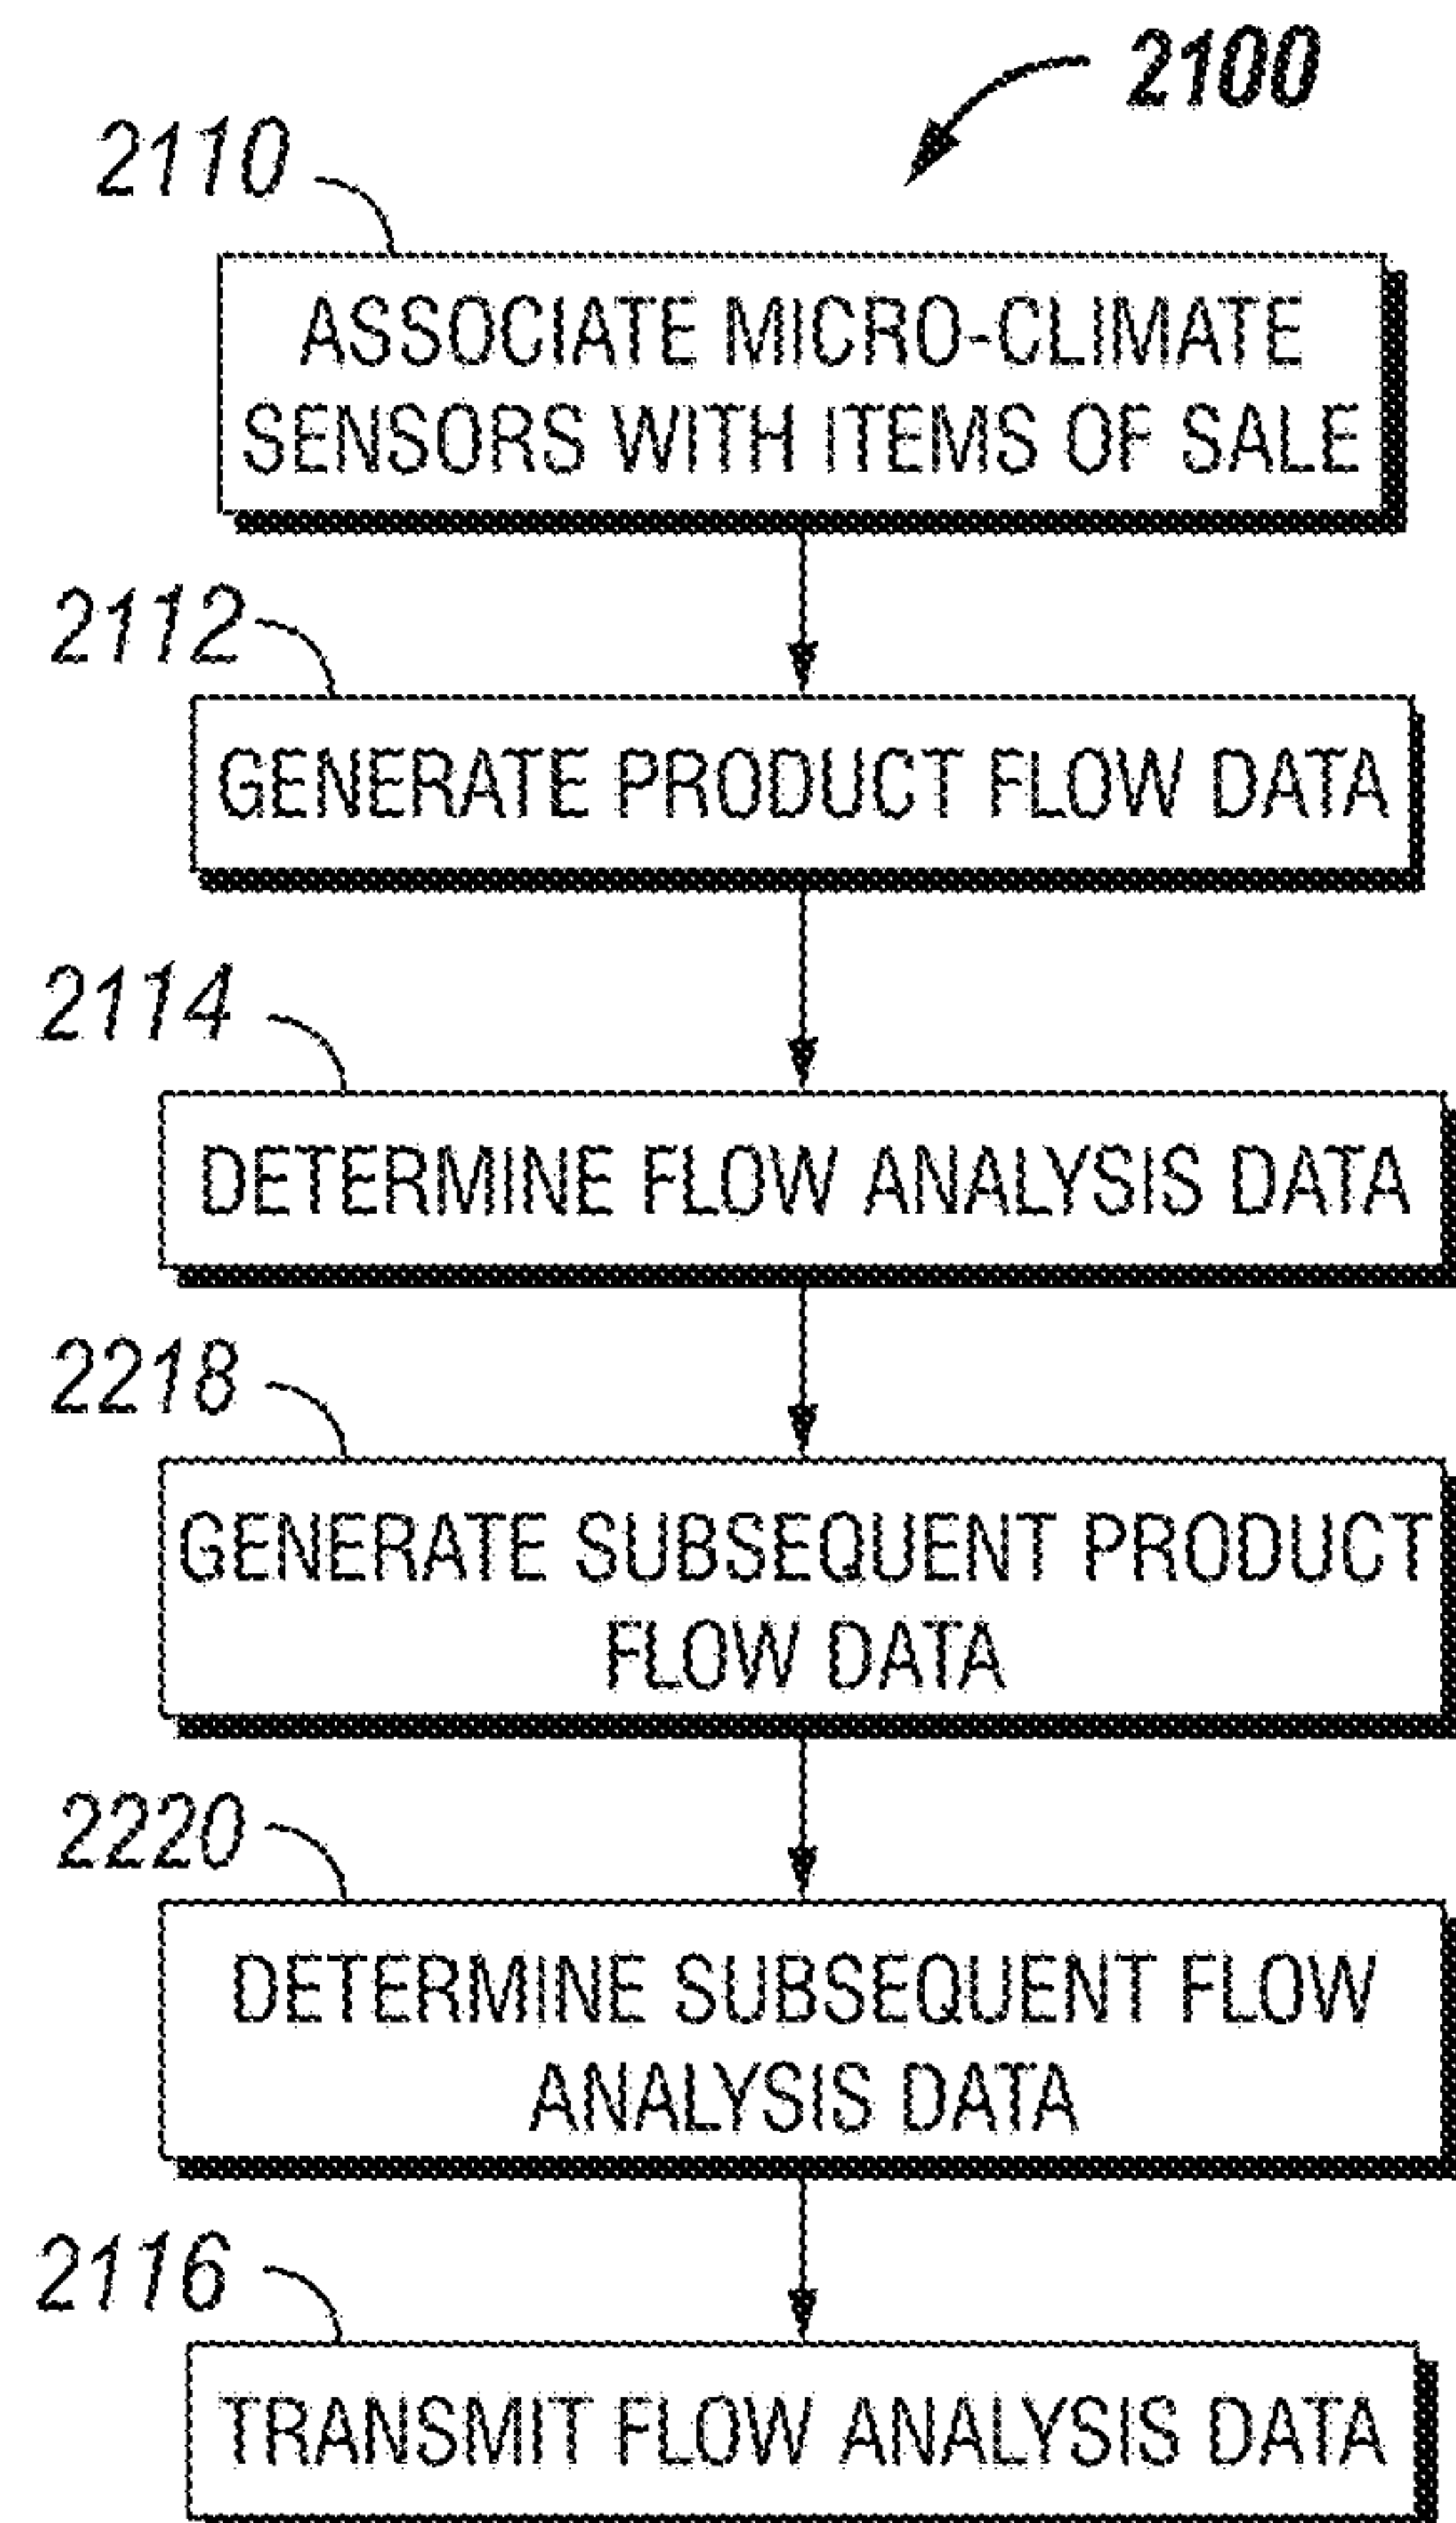 2100
2110
ASSOCIATE MICRO-CLIMATE
SENSORS WITH ITEMS OF SALE
2112
GENERATE PRODUCT FLOW DATA
2114
DETERMINE FLOW ANALYSIS DATA
2218
GENERATE SUBSEQUENT PRODUCT
FLOW DATA
2220
DETERMINE SUBSEQUENT FLOW
ANALYSIS DATA
2116
TRANSMIT FLOW ANALYSIS DATA